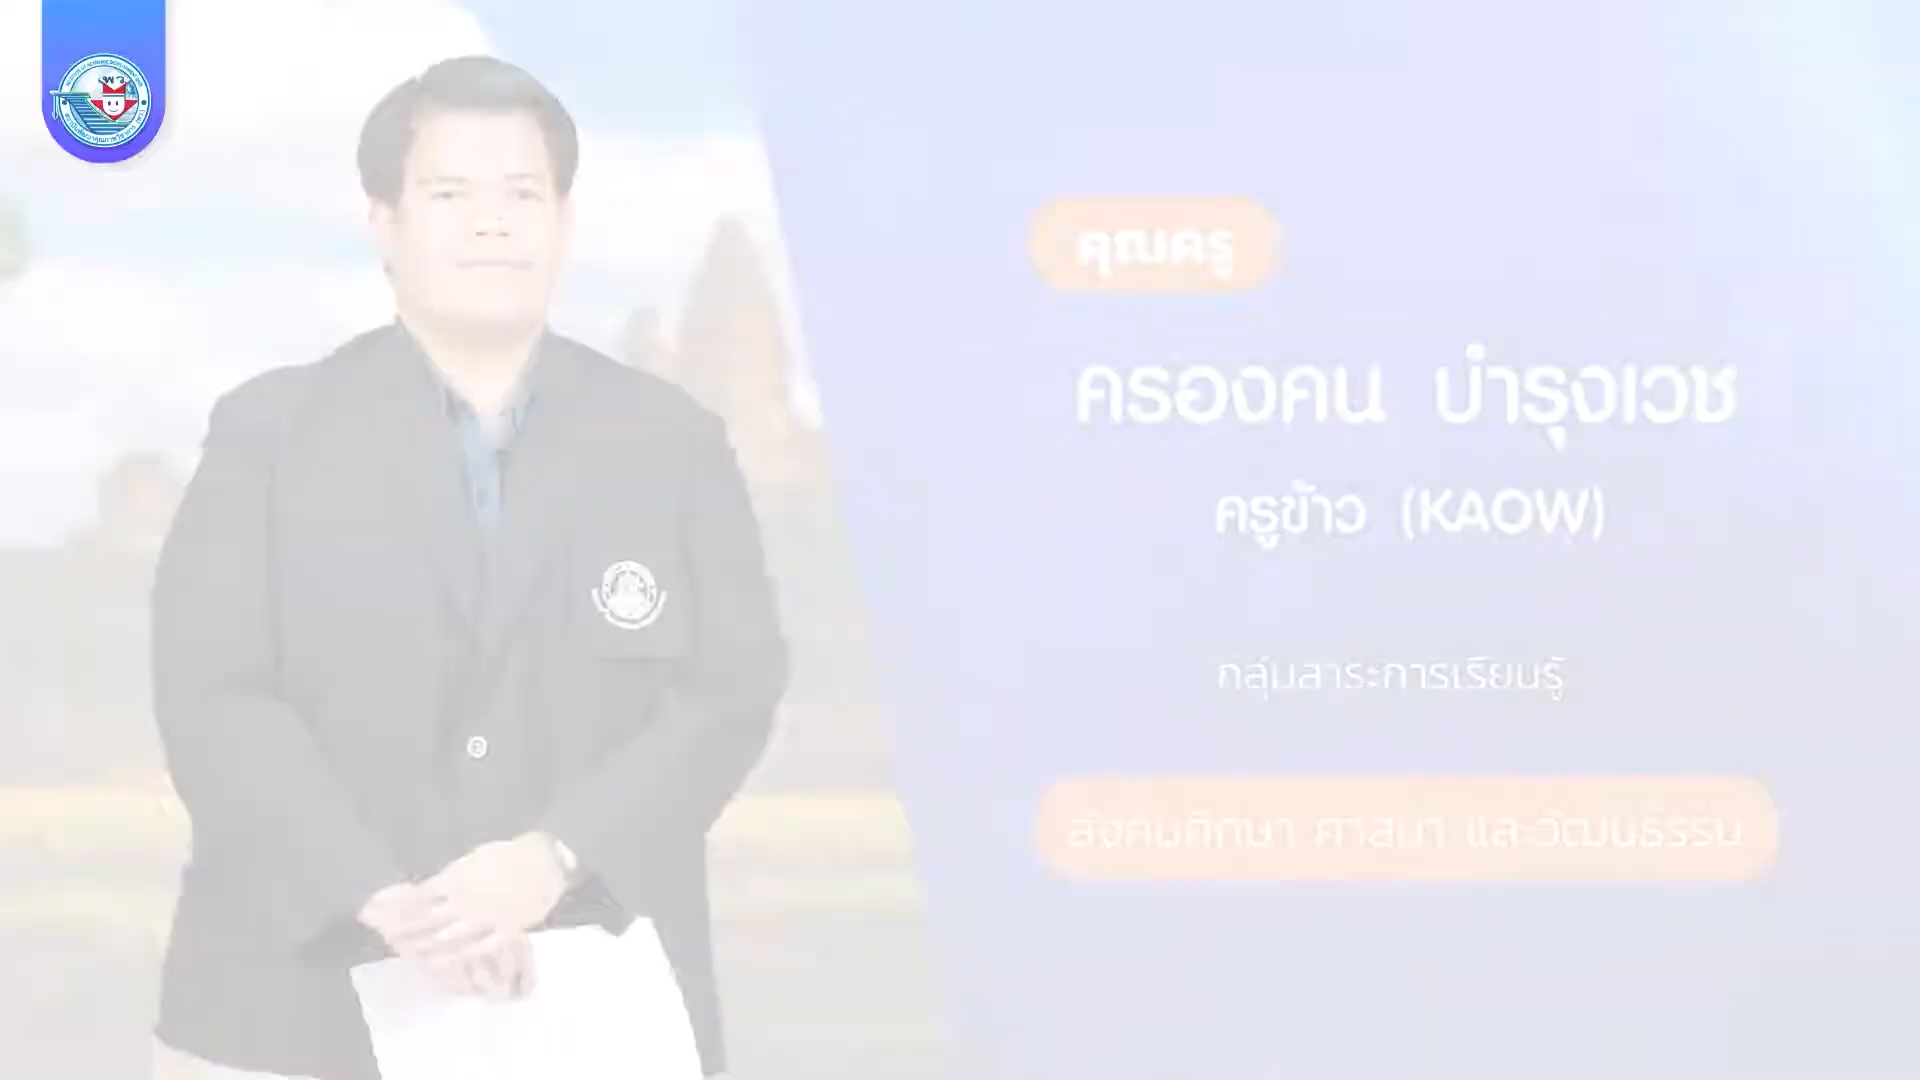 พว
คุณครู
ครองคน บำรุงเวช
ครูข้าว (KAOW)
กลุ่มสาระการเรียนรู้
สังคมศึกษา ศาสนา และวัฒนธรรม